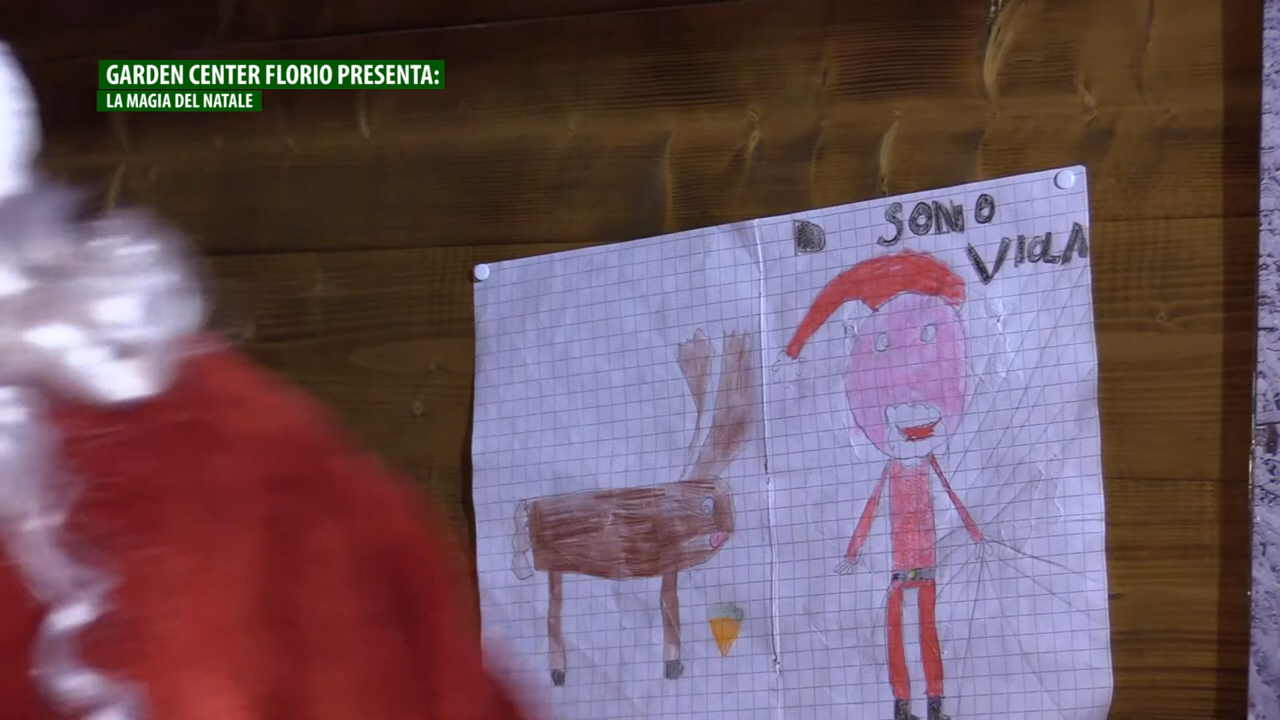 GARDEN CENTER FLORIO PRESENTA:
LA MAGIA DEL NATALE
SONO
VIOLA